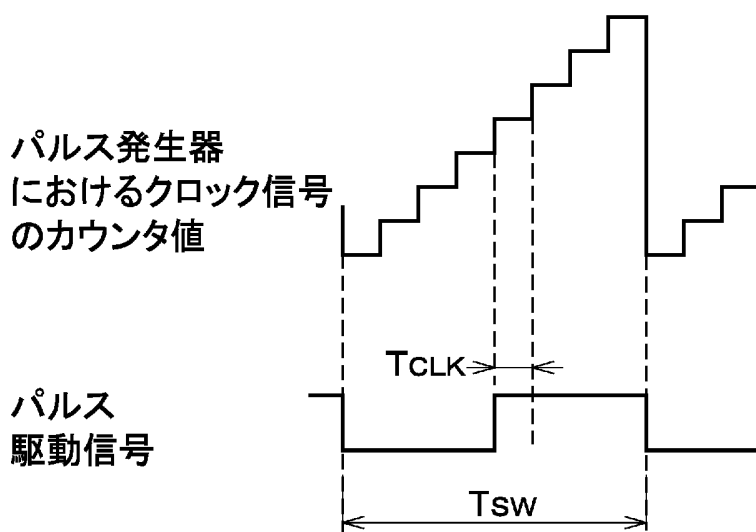 パルス発生器
におけるクロック信号
のカウンタ値
TCLK
パルス
駆動信号
TSW